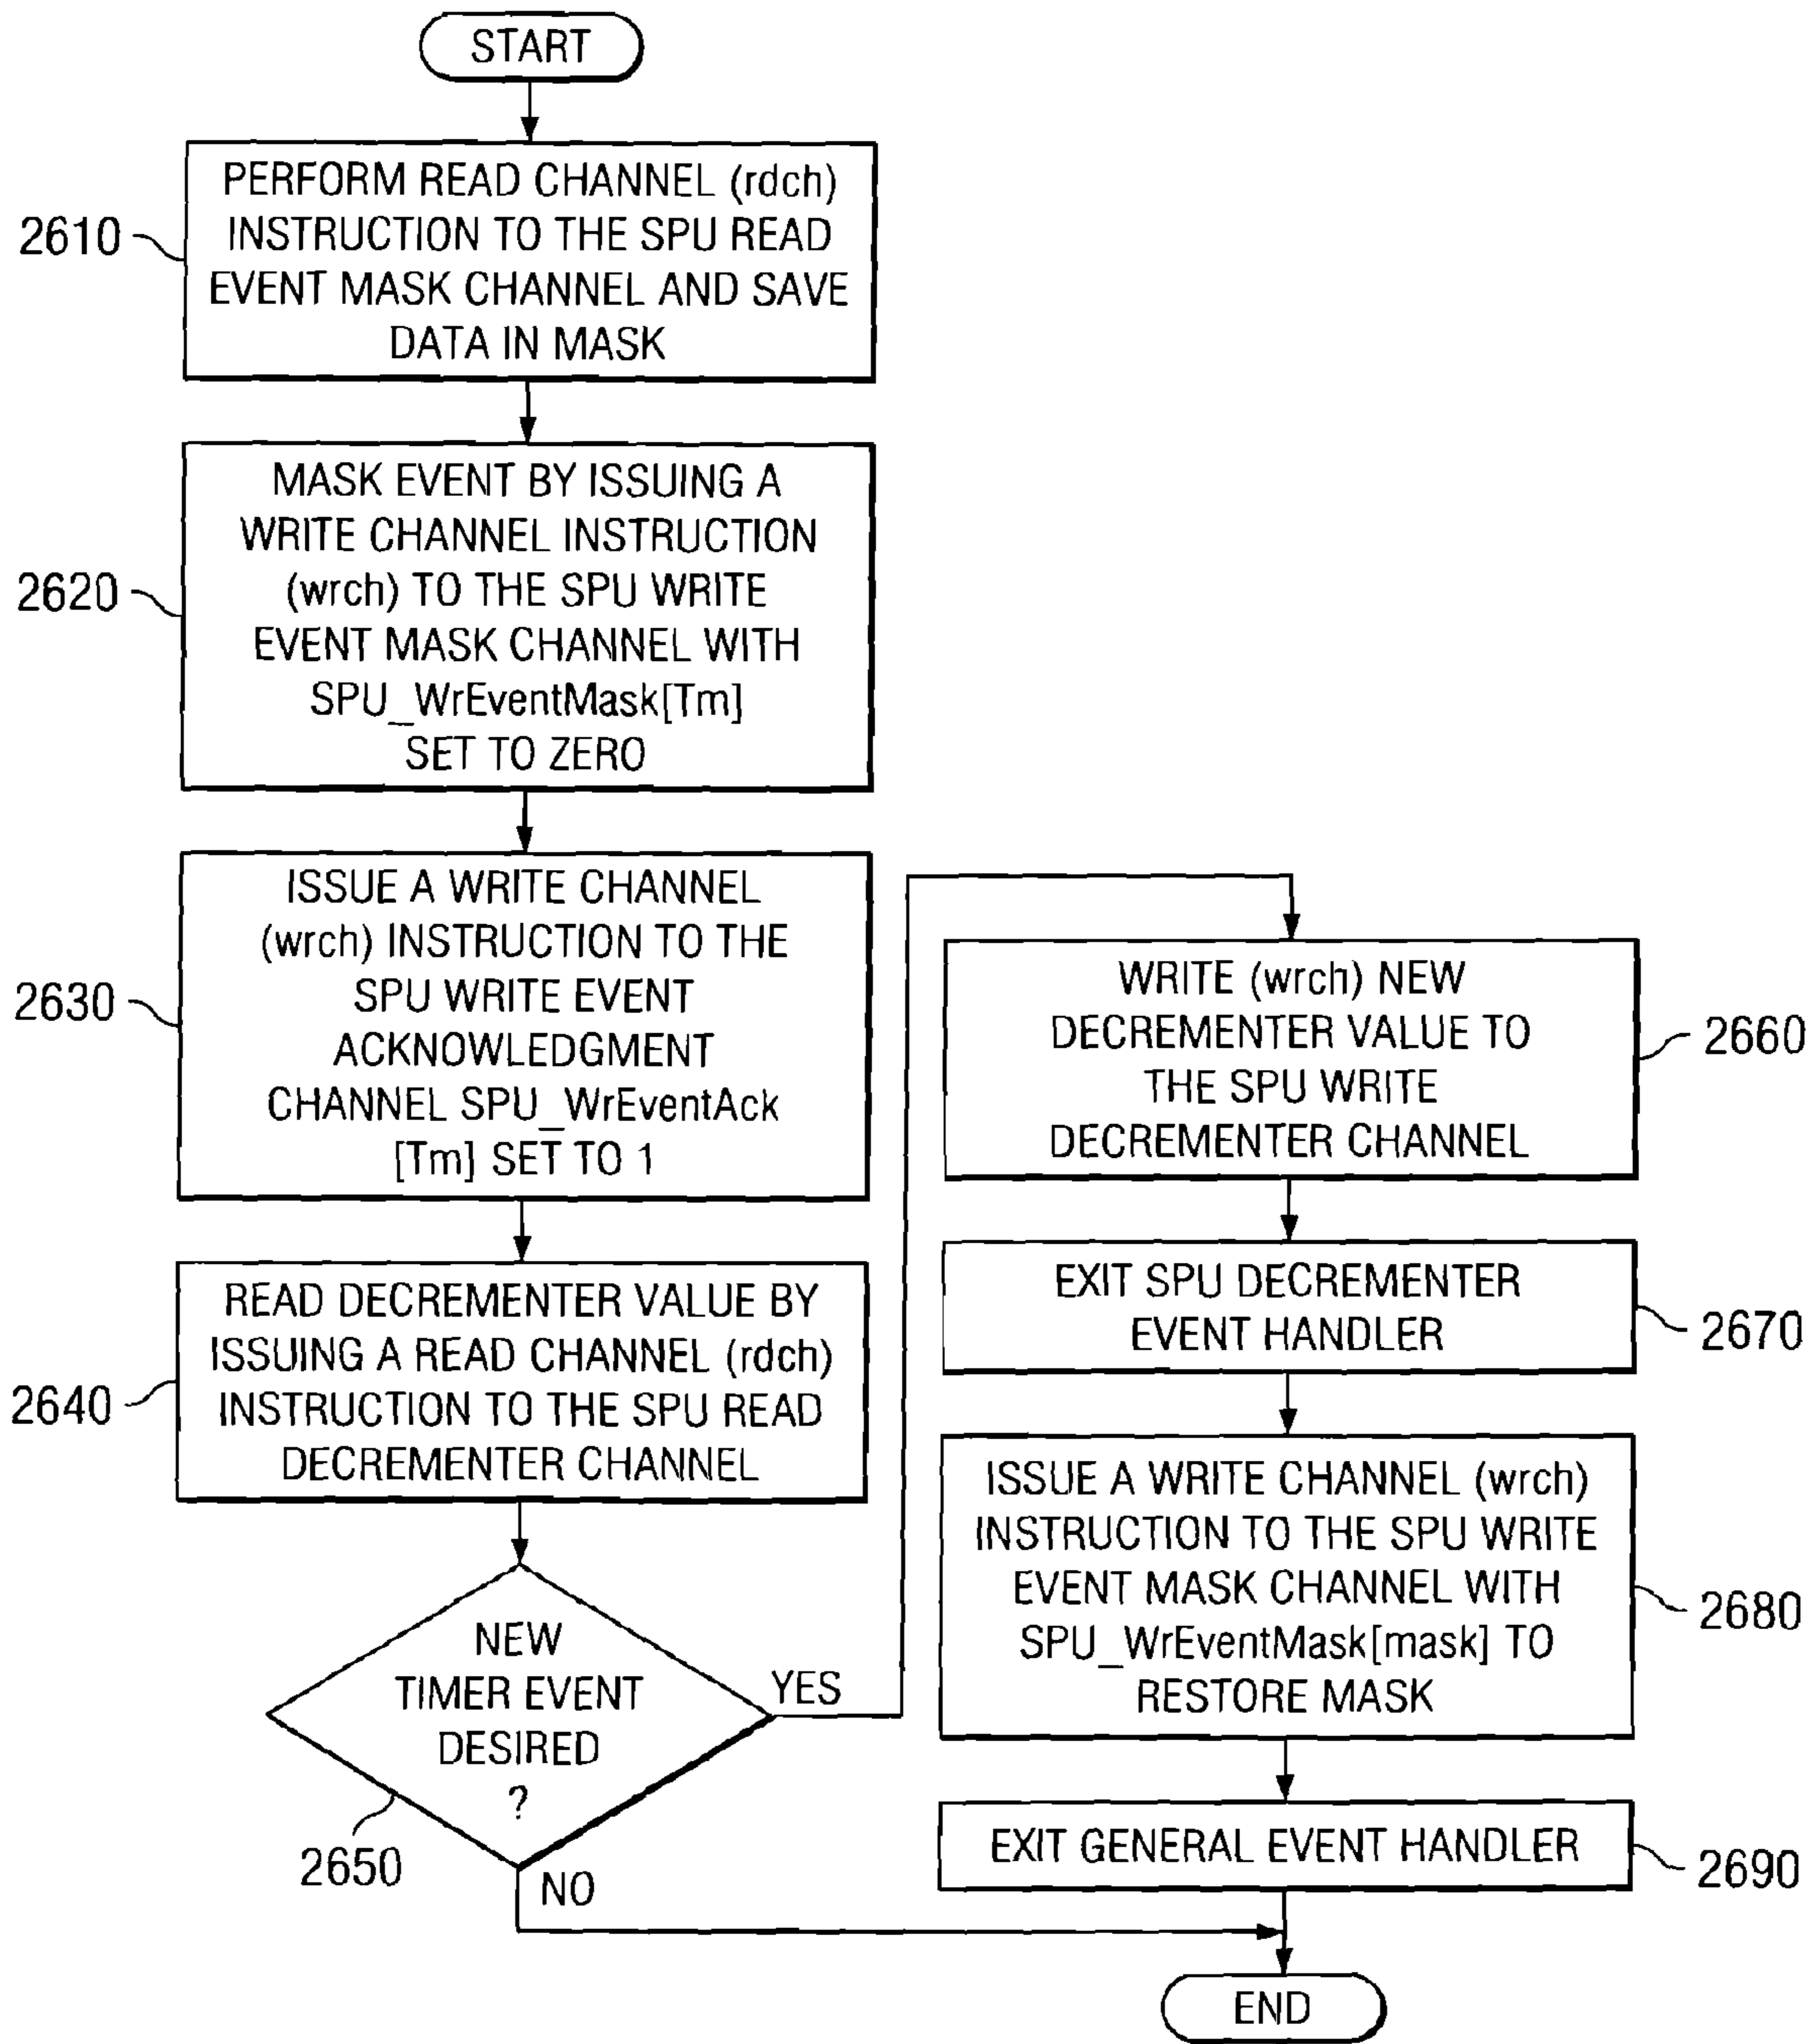 START
PERFORM READ CHANNEL (rdch)
INSTRUCTION TO THE SPU READ
EVENT MASK CHANNEL AND SAVE
DATA IN MASK
2610
MASK EVENT BY ISSUING A
WRITE CHANNEL INSTRUCTION
(wrch) TO THE SPU WRITE
EVENT MASK CHANNEL WITH
SPU_WrEventMask[Tm]
SET TO ZERO
2620
ISSUE A WRITE CHANNEL
(wrch) INSTRUCTION TO THE
SPU WRITE EVENT
ACKNOWLEDGMENT
CHANNEL SPU_WrEventAck
[Tm] SET TO 1
2630
READ DECREMENTER VALUE BY
ISSUING A READ CHANNEL (rdch)
INSTRUCTION TO THE SPU READ
DECREMENTER CHANNEL
2640
NEW
TIMER EVENT
DESIRED
?
2650
YES
NO
WRITE (wrch) NEW
DECREMENTER VALUE TO
THE SPU WRITE
DECREMENTER CHANNEL
2660
EXIT SPU DECREMENTER
EVENT HANDLER
2670
ISSUE A WRITE CHANNEL (wrch)
INSTRUCTION TO THE SPU WRITE
EVENT MASK CHANNEL WITH
SPU_WrEventMask[mask] TO
RESTORE MASK
2680
EXIT GENERAL EVENT HANDLER
2690
END